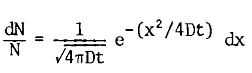 dN/N = 1/√4πDt e^-(x²/4Dt) dx